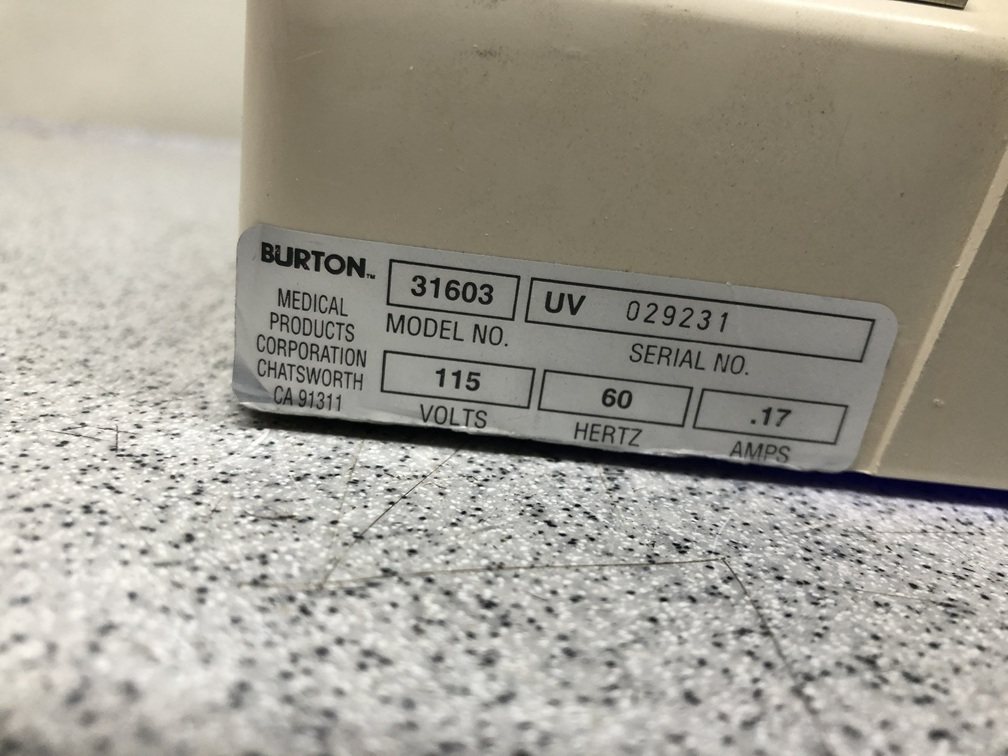 BURTON™
MEDICAL
PRODUCTS
CORPORATION
CHATSWORTH
CA 91311
31603
MODEL NO.
UV 029231
SERIAL NO.
115
VOLTS
60
HERTZ
.17
AMPS